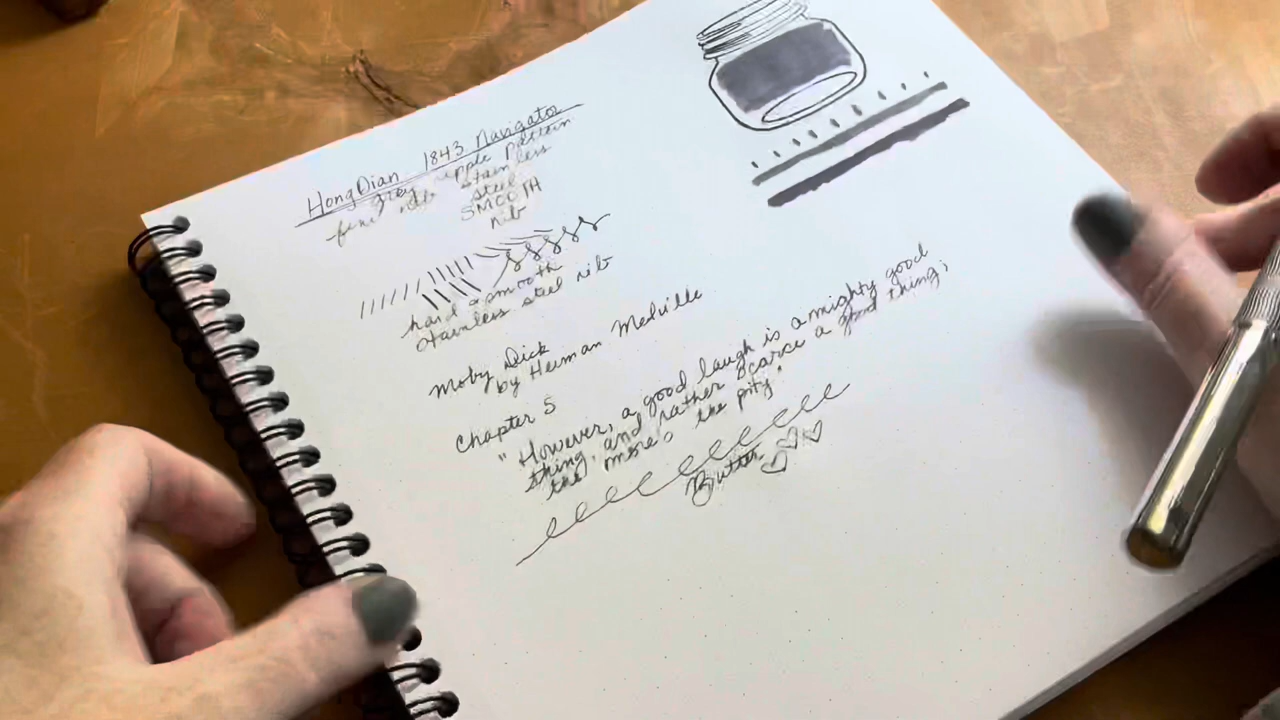 HongDian 1843 Navigator
grey apple pattern
fine nib stainless
steel
SMOOTH
nib
hard & smooth
stainless steel nib
Moby Dick
by Herman Melville
Chapter 5
"However, a good laugh is a mighty good
thing, and rather scarce a good thing;
the more's the pity."
Butter